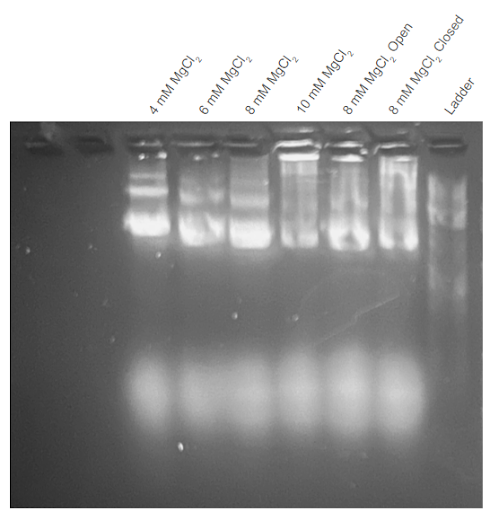 4 mM MgCl₂
6 mM MgCl₂
8 mM MgCl₂
10 mM MgCl₂
8 mM MgCl₂ Open
8 mM MgCl₂ Closed
Ladder